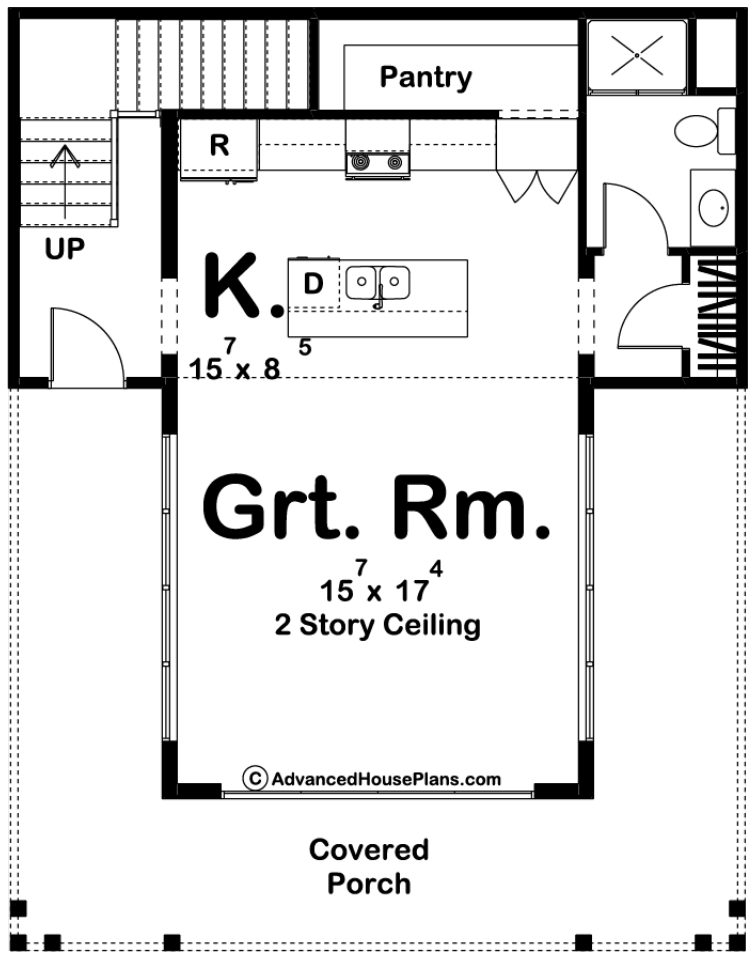 Pantry
R
UP
K.
D
15⁷ x 8⁵
Grt. Rm.
15⁷ x 17⁴
2 Story Ceiling
© AdvancedHousePlans.com
Covered
Porch